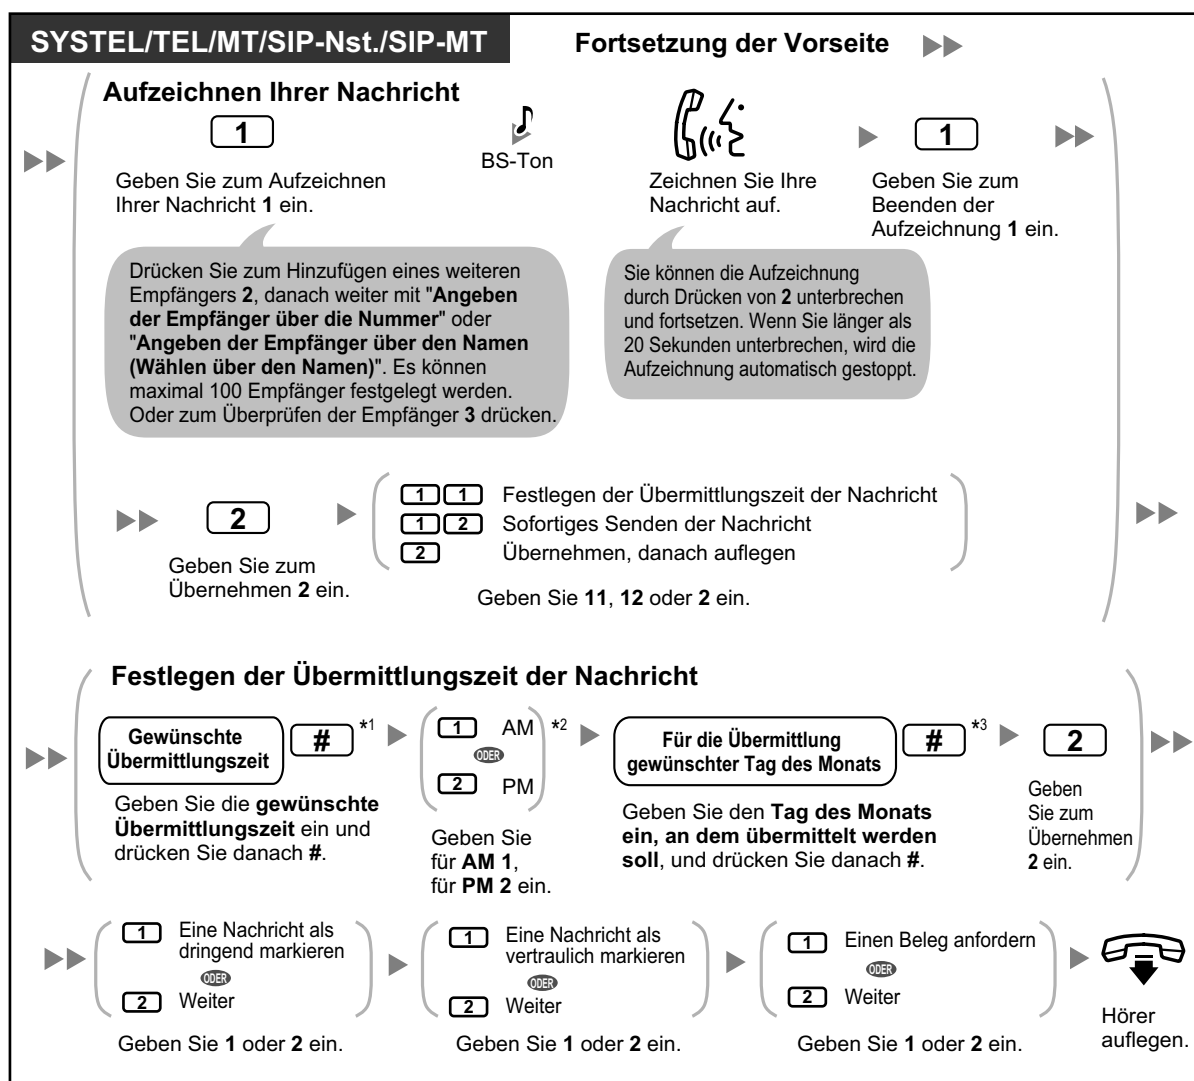 SYSTEL/TEL/MT/SIP-Nst./SIP-MT
Fortsetzung der Vorseite
Aufzeichnen Ihrer Nachricht
1
BS-Ton
1
Geben Sie zum Aufzeichnen
Ihrer Nachricht 1 ein.
Zeichnen Sie Ihre
Nachricht auf.
Geben Sie zum
Beenden der
Aufzeichnung 1 ein.
Drücken Sie zum Hinzufügen eines weiteren
Empfängers 2, danach weiter mit "Angeben
der Empfänger über die Nummer" oder
"Angeben der Empfänger über den Namen
(Wählen über den Namen)". Es können
maximal 100 Empfänger festgelegt werden.
Oder zum Überprüfen der Empfänger 3 drücken.
Sie können die Aufzeichnung
durch Drücken von 2 unterbrechen
und fortsetzen. Wenn Sie länger als
20 Sekunden unterbrechen, wird die
Aufzeichnung automatisch gestoppt.
2
Geben Sie zum
Übernehmen 2 ein.
1 1 Festlegen der Übermittlungszeit der Nachricht
1 2 Sofortiges Senden der Nachricht
2 Übernehmen, danach auflegen
Geben Sie 11, 12 oder 2 ein.
Festlegen der Übermittlungszeit der Nachricht
Gewünschte
Übermittlungszeit
# *1
Geben Sie die gewünschte
Übermittlungszeit ein und
drücken Sie danach #.
1 AM *2
ODER
2 PM
Geben Sie
für AM 1,
für PM 2 ein.
Für die Übermittlung
gewünschter Tag des Monats
# *3
Geben Sie den Tag des Monats
ein, an dem übermittelt werden
soll, und drücken Sie danach #.
2
Geben
Sie zum
Übernehmen
2 ein.
1 Eine Nachricht als
dringend markieren
ODER
2 Weiter
Geben Sie 1 oder 2 ein.
1 Eine Nachricht als
vertraulich markieren
ODER
2 Weiter
Geben Sie 1 oder 2 ein.
1 Einen Beleg anfordern
ODER
2 Weiter
Geben Sie 1 oder 2 ein.
Hörer
auflegen.